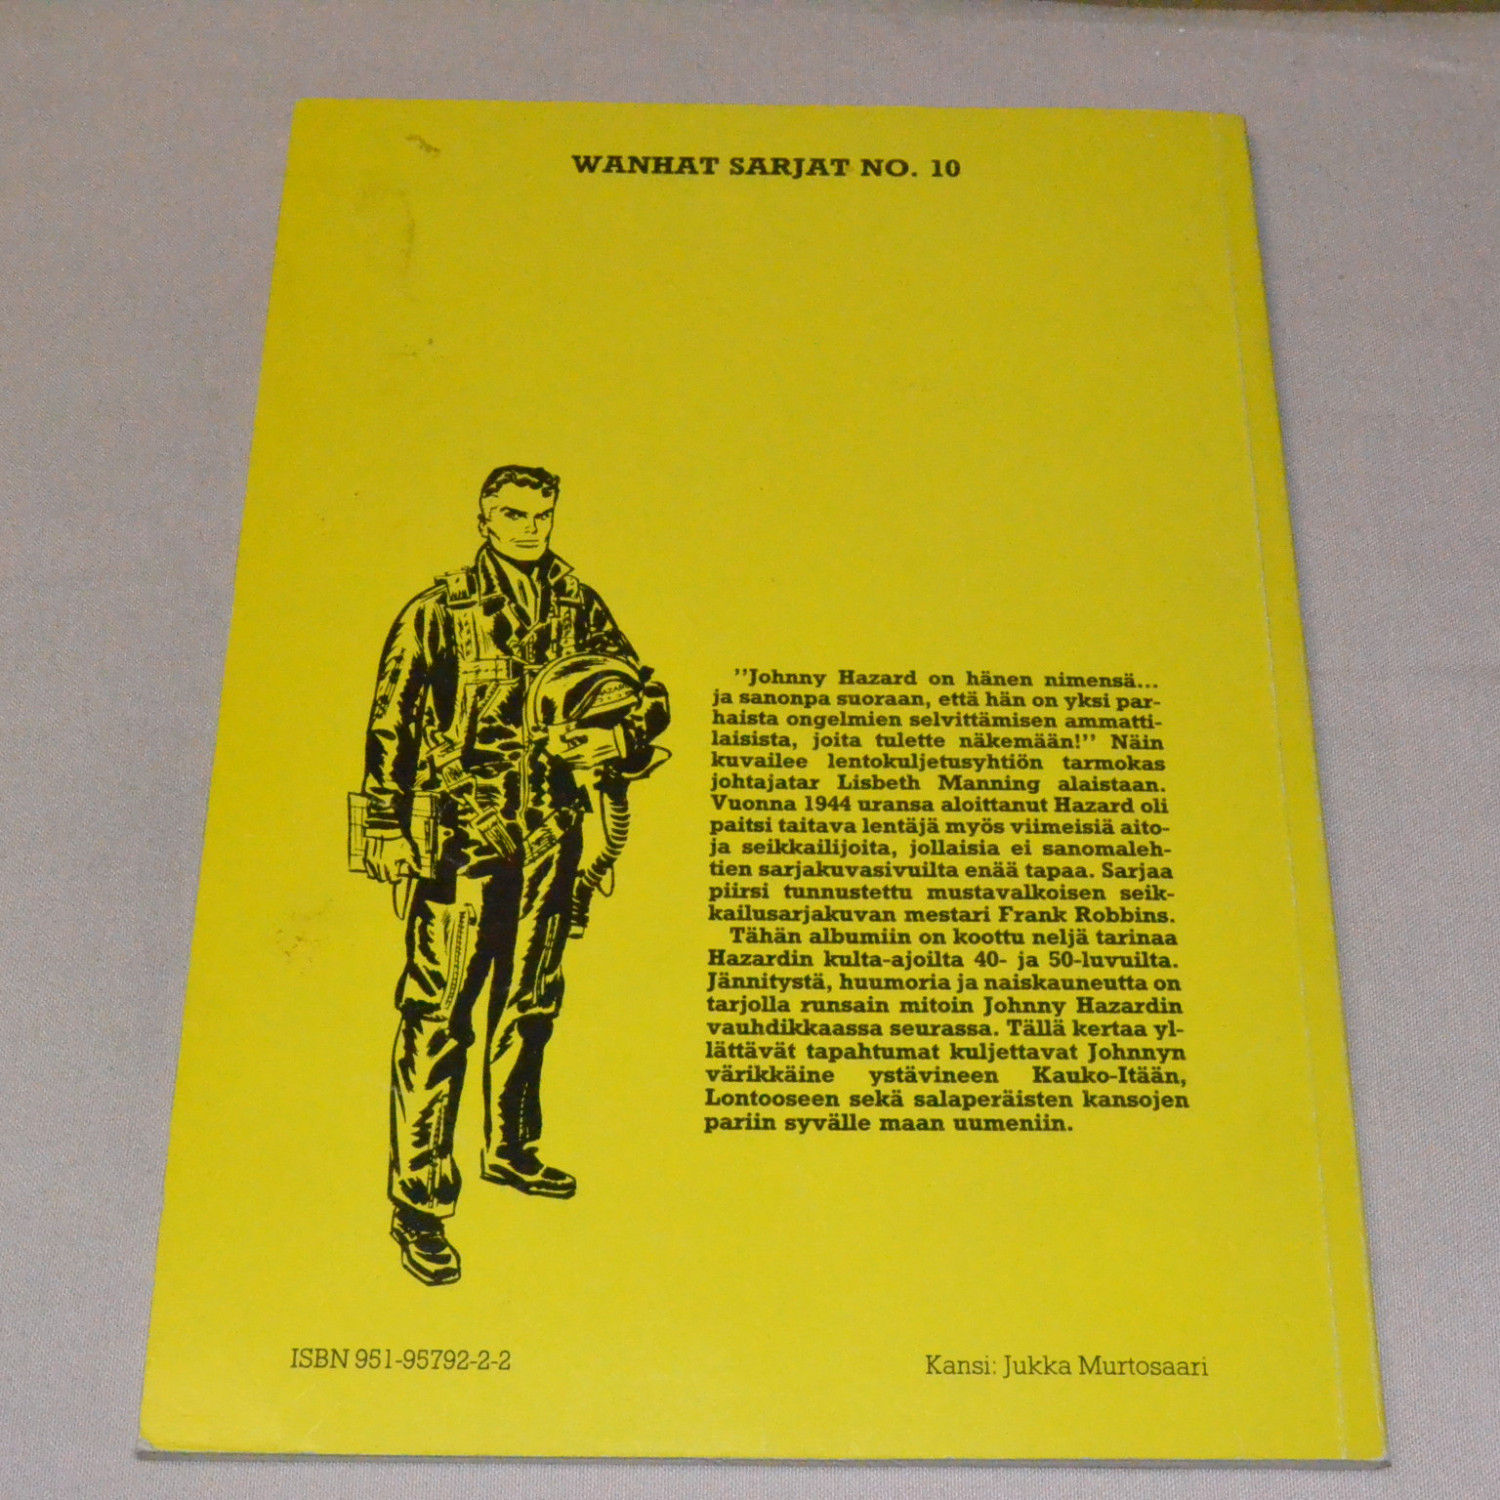 WANHAT SARJAT NO. 10
"Johnny Hazard on hänen nimensä...
ja sanonpa suoraan, että hän on yksi par-
haista ongelmien selvittämisen ammatti-
laisista, joita tulette näkemään!" Näin
kuvailee lentokuljetusyhtiön tarmokas
johtajatar Lisbeth Manning alaistaan.
Vuonna 1944 uransa aloittanut Hazard oli
paitsi taitava lentäjä myös viimeisiä aito-
ja seikkailijoita, jollaisia ei sanomaleh-
tien sarjakuvasivuilta enää tapaa. Sarjaa
piirsi tunnustettu mustavalkoisen seik-
kailusarjakuvan mestari Frank Robbins.
Tähän albumiin on koottu neljä tarinaa
Hazardin kulta-ajoilta 40- ja 50-luvuilta.
Jännitystä, huumoria ja naiskauneutta on
tarjolla runsain mitoin Johnny Hazardin
vauhdikkaassa seurassa. Tällä kertaa yl-
lättävät tapahtumat kuljettavat Johnnyn
värikkäine ystävineen Kauko-Itään,
Lontooseen sekä salaperäisten kansojen
pariin syvälle maan uumeniin.
ISBN 951-95792-2-2
Kansi: Jukka Murtosaari